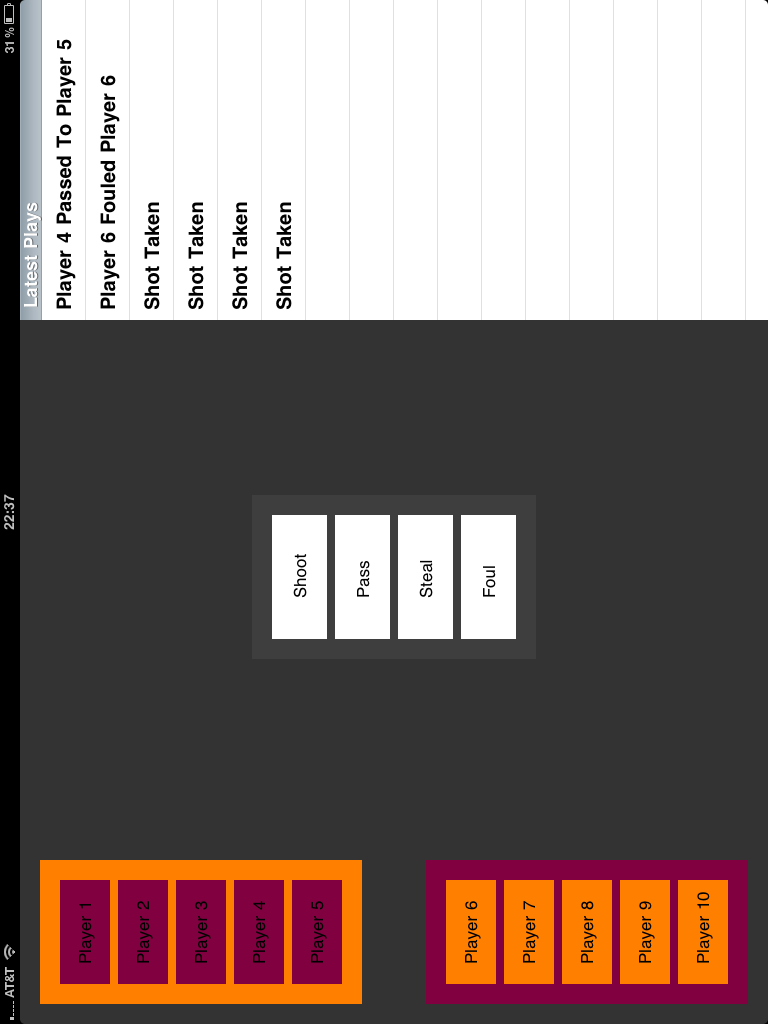 AT&T
22:37
31 %
Player 1
Player 2
Player 3
Player 4
Player 5
Player 6
Player 7
Player 8
Player 9
Player 10
Shoot
Pass
Steal
Foul
Latest Plays
Player 4 Passed To Player 5
Player 6 Fouled Player 6
Shot Taken
Shot Taken
Shot Taken
Shot Taken